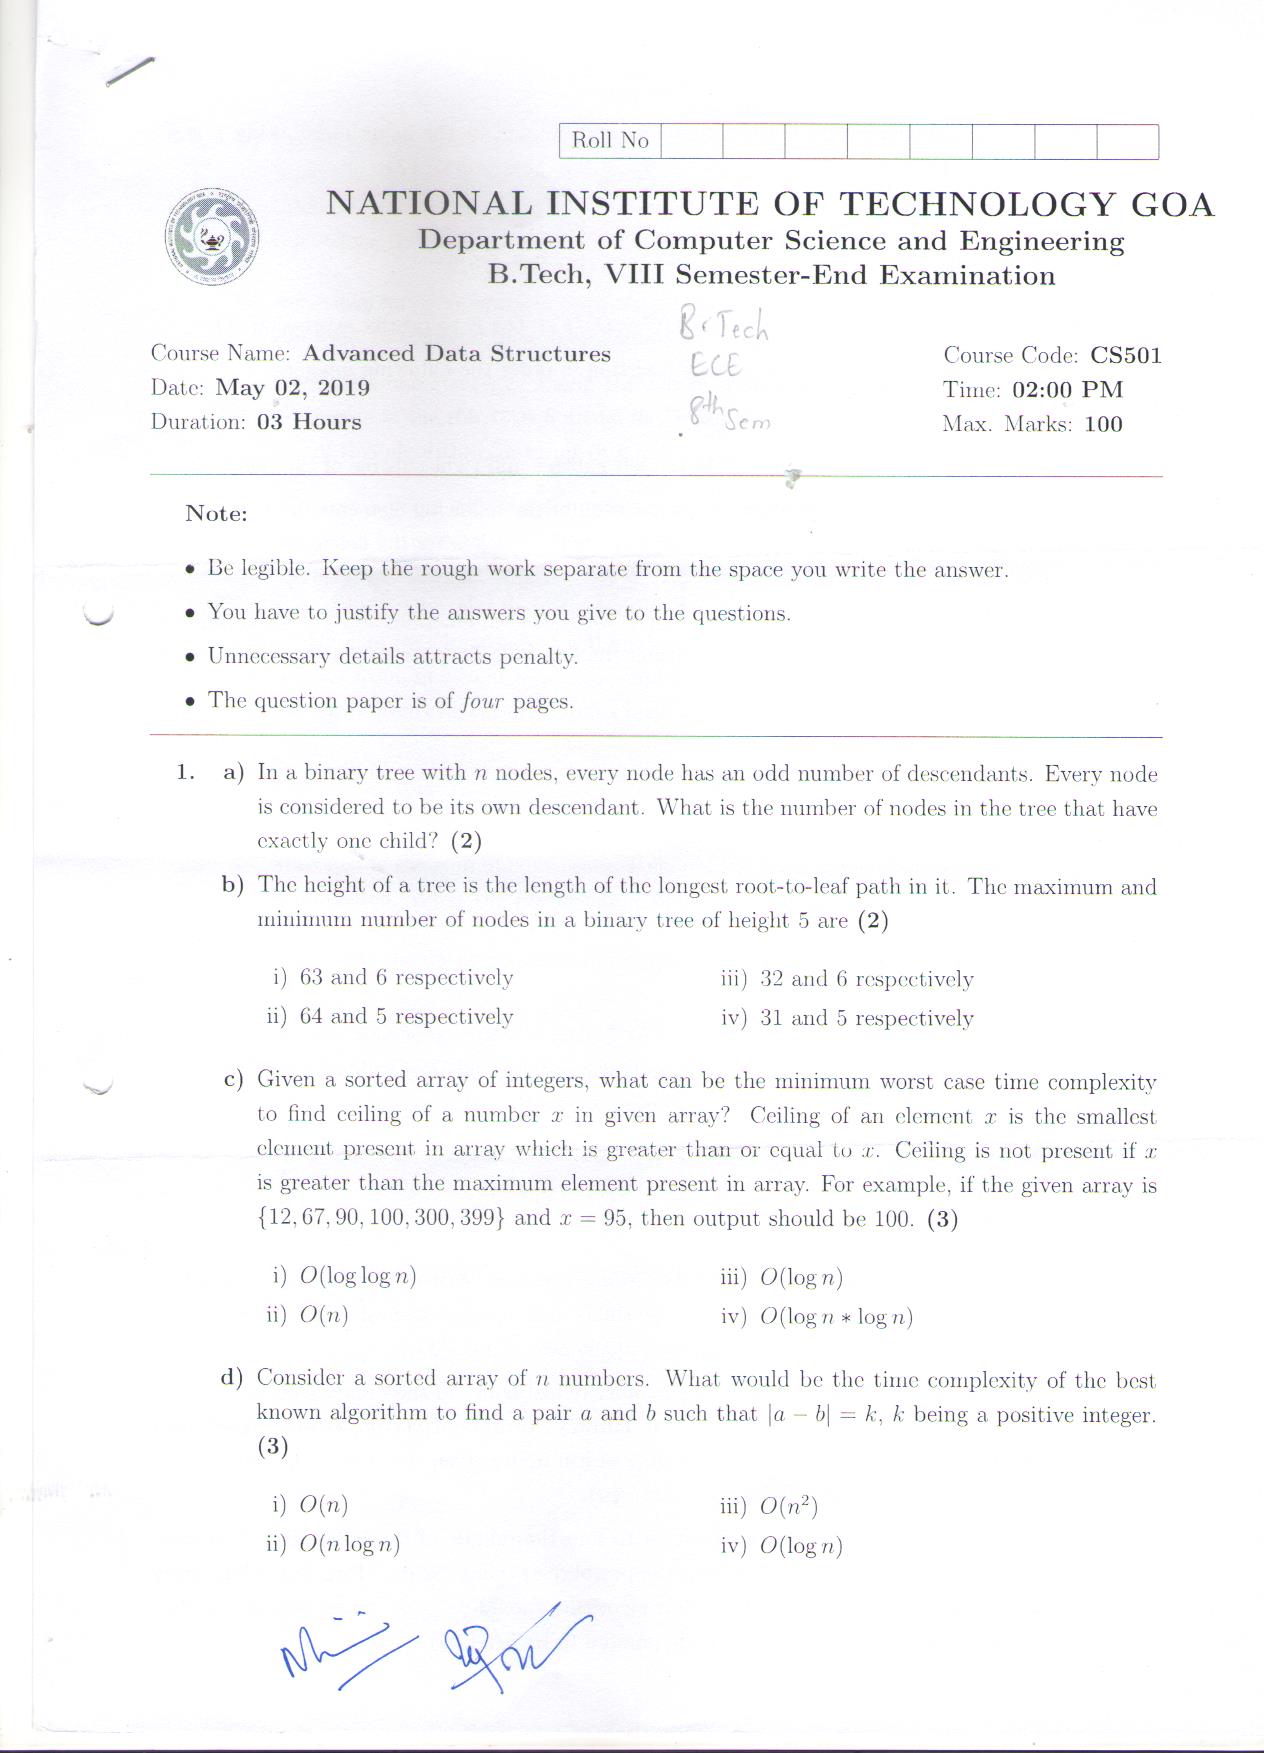 Roll No
NATIONAL INSTITUTE OF TECHNOLOGY GOA
Department of Computer Science and Engineering
B.Tech, VIII Semester-End Examination
B.Tech
ECE
8th Sem
Course Name: Advanced Data Structures
Course Code: CS501
Date: May 02, 2019
Time: 02:00 PM
Duration: 03 Hours
Max. Marks: 100
Note:
• Be legible. Keep the rough work separate from the space you write the answer.
• You have to justify the answers you give to the questions.
• Unnecessary details attracts penalty.
• The question paper is of four pages.
1. a) In a binary tree with n nodes, every node has an odd number of descendants. Every node
is considered to be its own descendant. What is the number of nodes in the tree that have
exactly one child? (2)
b) The height of a tree is the length of the longest root-to-leaf path in it. The maximum and
minimum number of nodes in a binary tree of height 5 are (2)
i) 63 and 6 respectively
iii) 32 and 6 respectively
ii) 64 and 5 respectively
iv) 31 and 5 respectively
c) Given a sorted array of integers, what can be the minimum worst case time complexity
to find ceiling of a number x in given array? Ceiling of an element x is the smallest
element present in array which is greater than or equal to x. Ceiling is not present if x
is greater than the maximum element present in array. For example, if the given array is
{12, 67, 90, 100, 300, 399} and x = 95, then output should be 100. (3)
i) O(log log n)
iii) O(log n)
ii) O(n)
iv) O(log n * log n)
d) Consider a sorted array of n numbers. What would be the time complexity of the best
known algorithm to find a pair a and b such that |a − b| = k, k being a positive integer.
(3)
i) O(n)
iii) O(n²)
ii) O(n log n)
iv) O(log n)